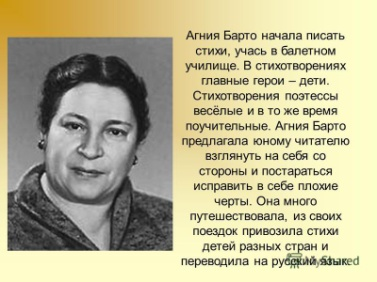 Агния Барто начала писать
стихи, учась в балетном
училище. В стихотворениях
главные герои – дети.
Стихотворения поэтессы
весёлые и в то же время
поучительные. Агния Барто
предлагала юному читателю
взглянуть на себя со
стороны и постараться
исправить в себе плохие
черты. Она много
путешествовала, из своих
поездок привозила стихи
детей разных стран и
переводила на русский язык.
MyShared